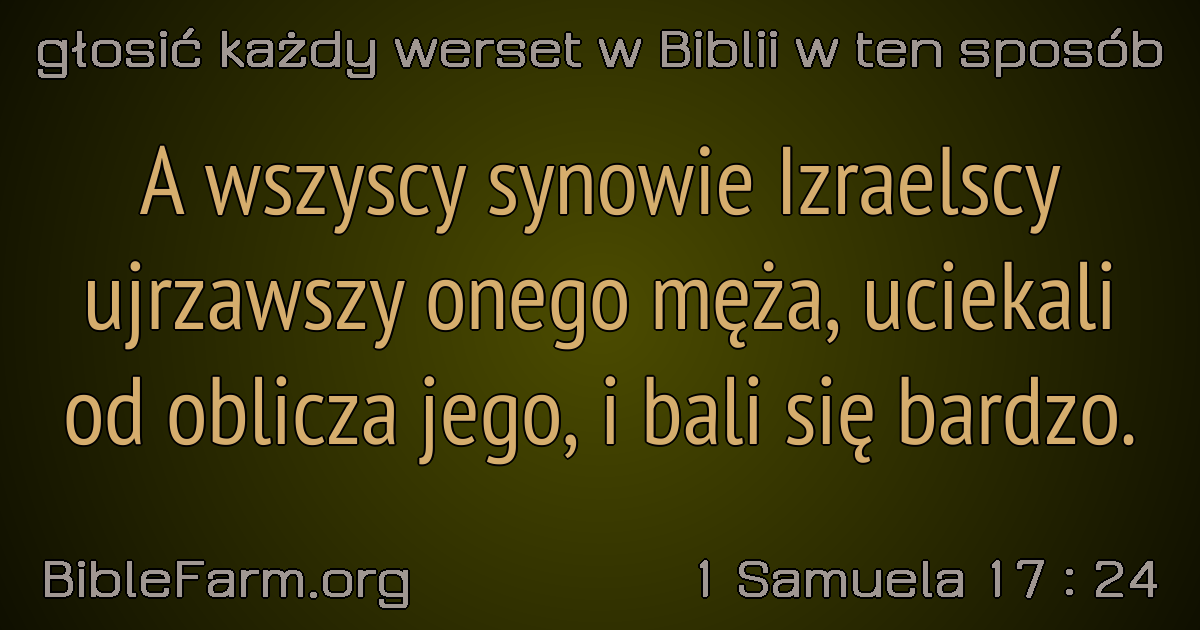 głosić każdy werset w Biblii w ten sposób
A wszyscy synowie Izraelscy
ujrzawszy onego męża, uciekali
od oblicza jego, i bali się bardzo.
BibleFarm.org
1 Samuela 17 : 24